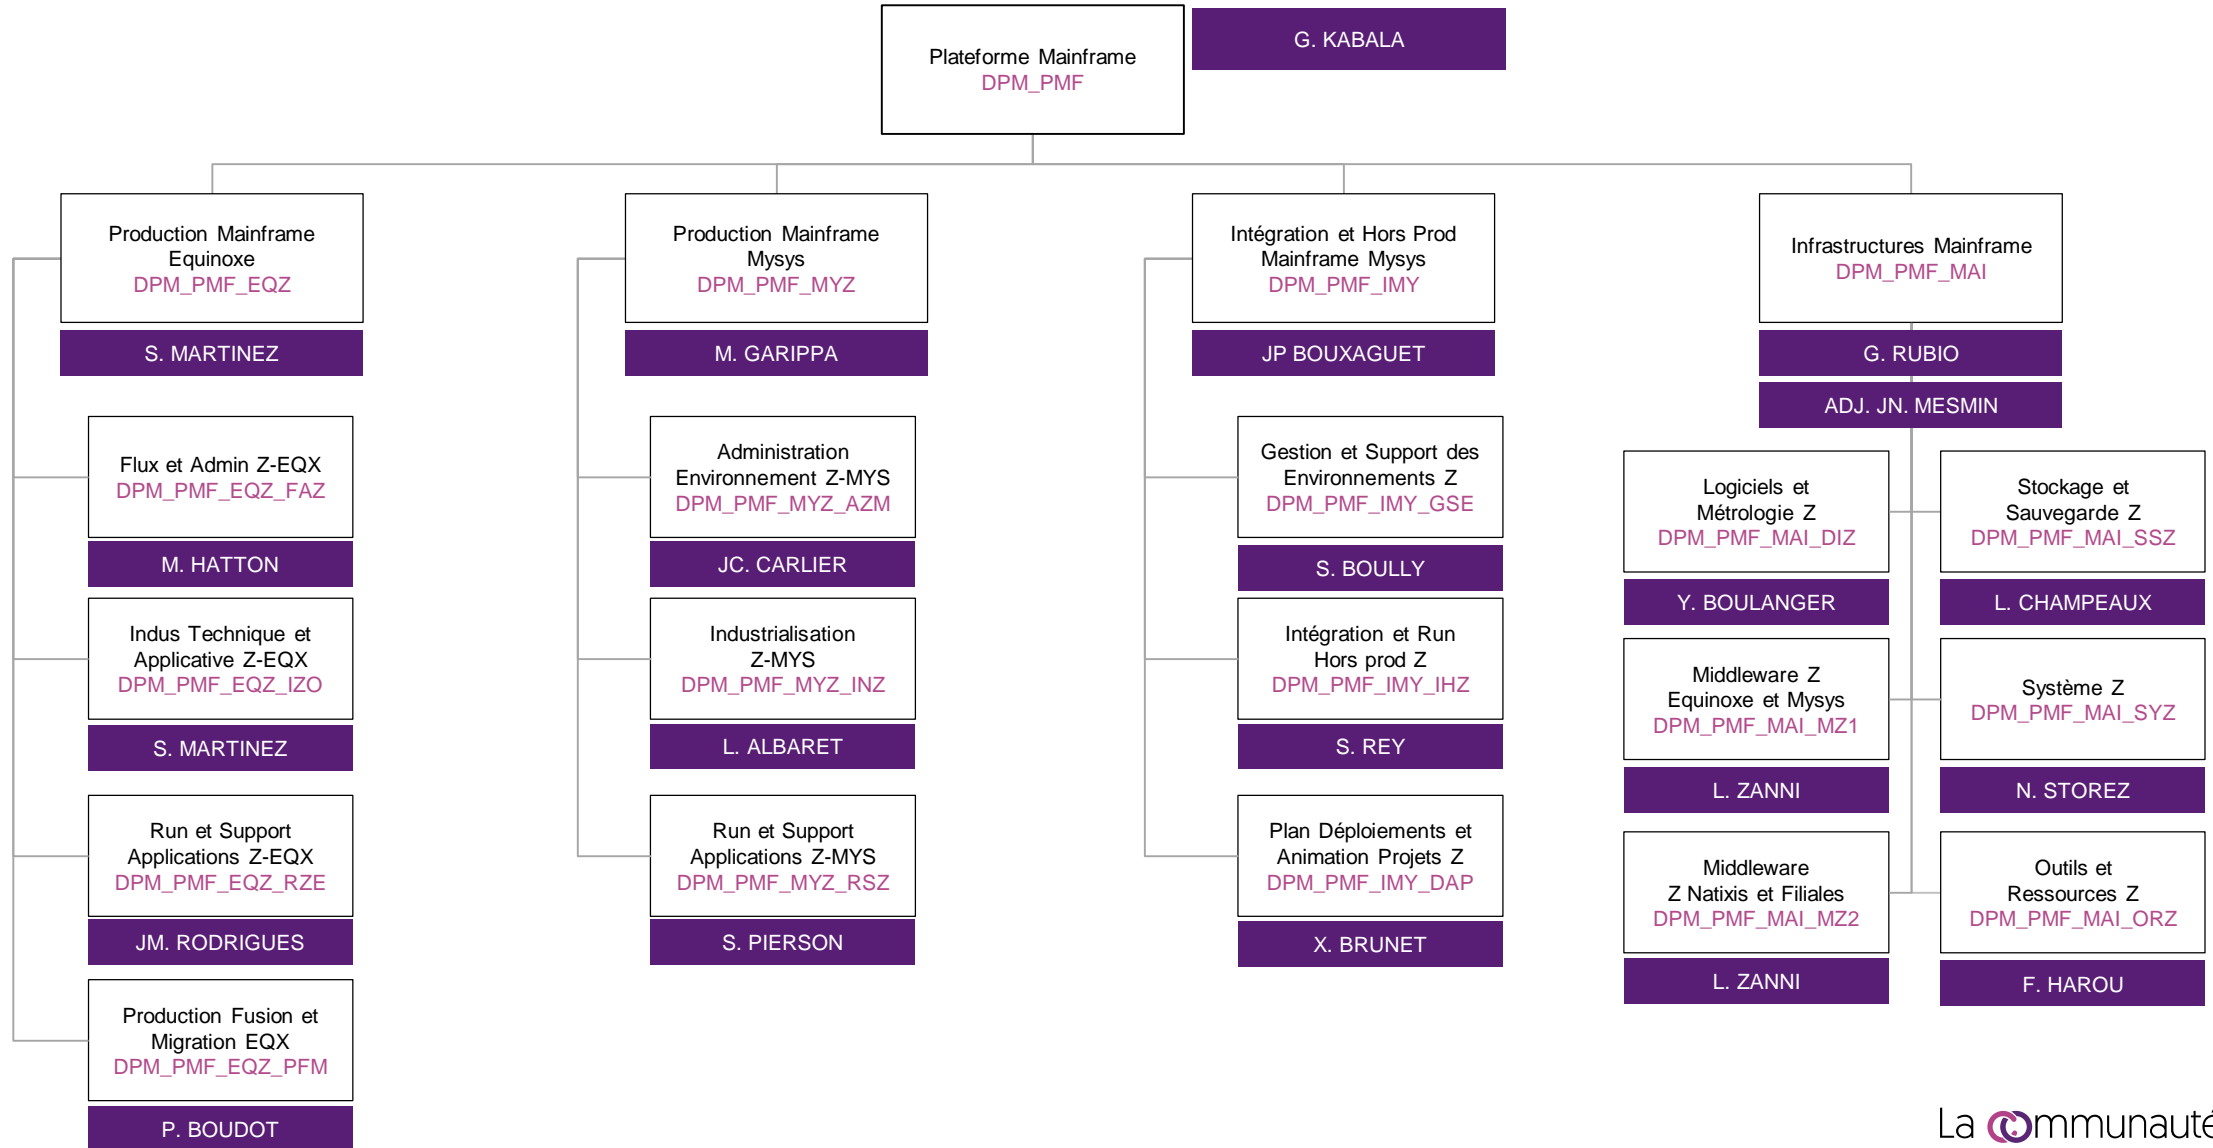 Plateforme Mainframe
DPM_PMF
G. KABALA
Production Mainframe
Equinoxe
DPM_PMF_EQZ
S. MARTINEZ
Flux et Admin Z-EQX
DPM_PMF_EQZ_FAZ
M. HATTON
Indus Technique et
Applicative Z-EQX
DPM_PMF_EQZ_IZO
S. MARTINEZ
Run et Support
Applications Z-EQX
DPM_PMF_EQZ_RZE
JM. RODRIGUES
Production Fusion et
Migration EQX
DPM_PMF_EQZ_PFM
P. BOUDOT
Production Mainframe
Mysys
DPM_PMF_MYZ
M. GARIPPA
Administration
Environnement Z-MYS
DPM_PMF_MYZ_AZM
JC. CARLIER
Industrialisation
Z-MYS
DPM_PMF_MYZ_INZ
L. ALBARET
Run et Support
Applications Z-MYS
DPM_PMF_MYZ_RSZ
S. PIERSON
Intégration et Hors Prod
Mainframe Mysys
DPM_PMF_IMY
JP BOUXAGUET
Gestion et Support des
Environnements Z
DPM_PMF_IMY_GSE
S. BOULLY
Intégration et Run
Hors prod Z
DPM_PMF_IMY_IHZ
S. REY
Plan Déploiements et
Animation Projets Z
DPM_PMF_IMY_DAP
X. BRUNET
Infrastructures Mainframe
DPM_PMF_MAI
G. RUBIO
ADJ. JN. MESMIN
Logiciels et
Métrologie Z
DPM_PMF_MAI_DIZ
Y. BOULANGER
Stockage et
Sauvegarde Z
DPM_PMF_MAI_SSZ
L. CHAMPEAUX
Middleware Z
Equinoxe et Mysys
DPM_PMF_MAI_MZ1
L. ZANNI
Système Z
DPM_PMF_MAI_SYZ
N. STOREZ
Middleware
Z Natixis et Filiales
DPM_PMF_MAI_MZ2
L. ZANNI
Outils et
Ressources Z
DPM_PMF_MAI_ORZ
F. HAROU
La Communauté